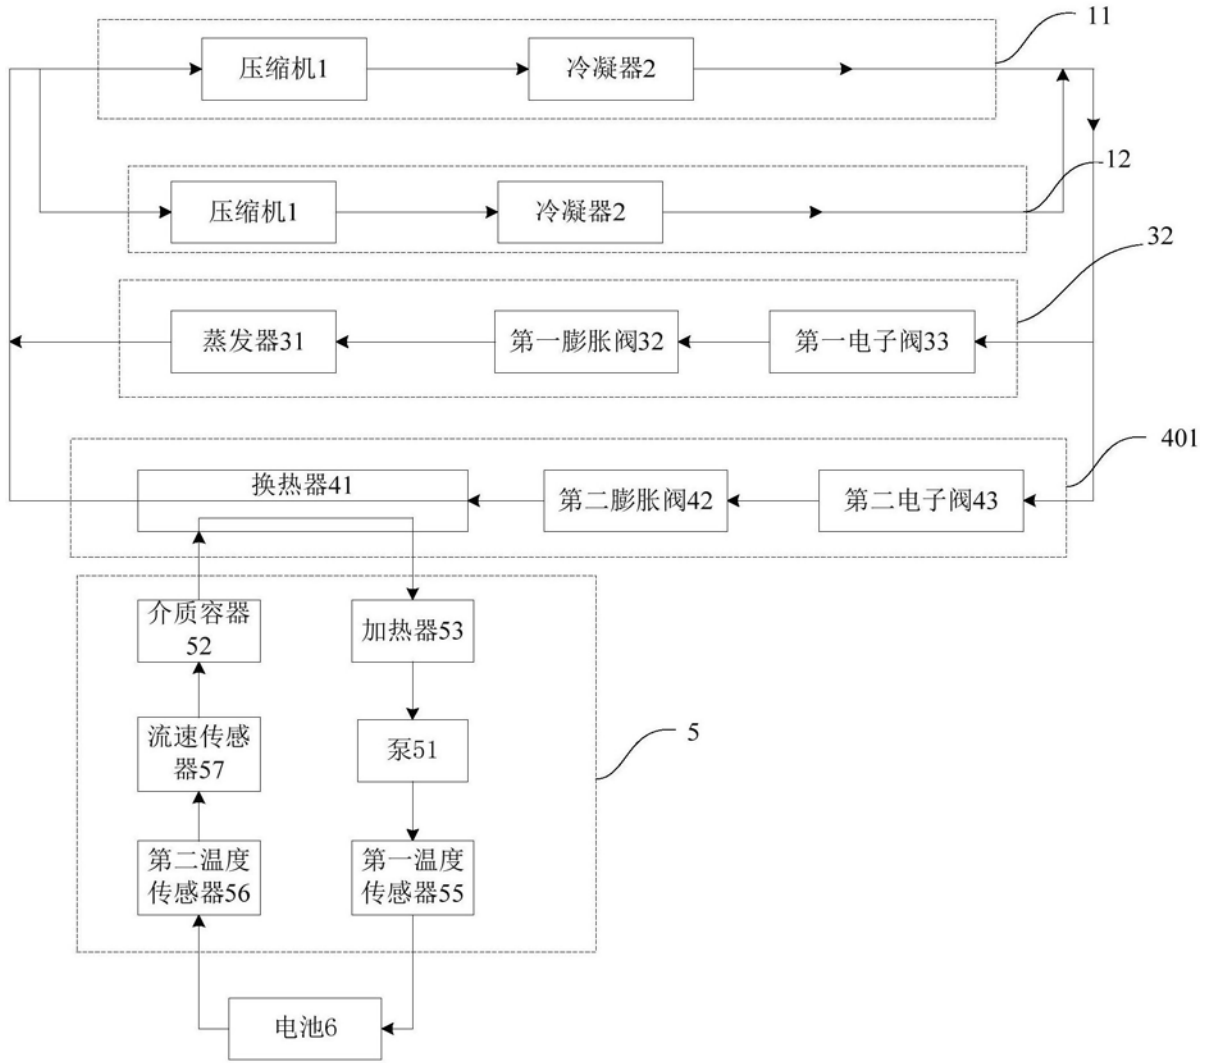 11
压缩机1
冷凝器2
12
压缩机1
冷凝器2
32
蒸发器31
第一膨胀阀32
第一电子阀33
401
换热器41
第二膨胀阀42
第二电子阀43
介质容器
52
加热器53
流速传感
器57
泵51
5
第二温度
传感器56
第一温度
传感器55
电池6